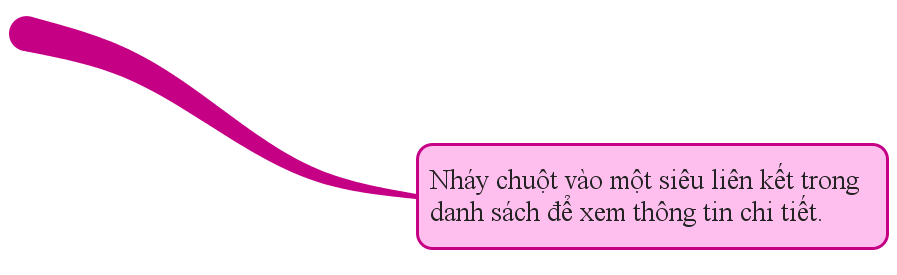 Nháy chuột vào một siêu liên kết trong
danh sách để xem thông tin chi tiết.